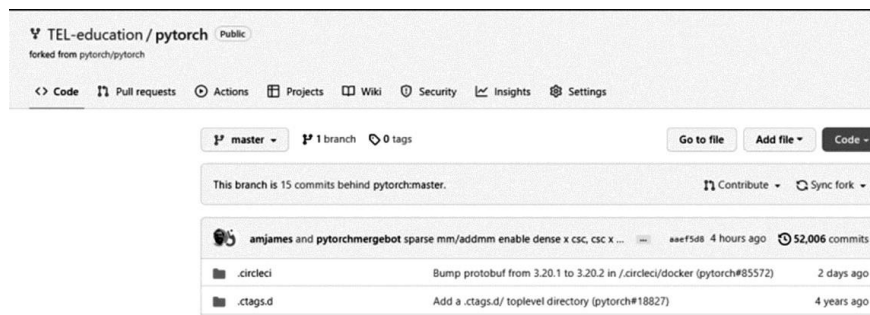 TEL-education / pytorch Public
forked from pytorch/pytorch
Code Pull requests Actions Projects Wiki Security Insights Settings
master 1 branch 0 tags Go to file Add file Code
This branch is 15 commits behind pytorch:master. Contribute Sync fork
amjames and pytorchmergebot sparse mm/addmm enable dense x csc, csc x ... aaef5d8 4 hours ago 52,006 commits
.circleci Bump protobuf from 3.20.1 to 3.20.2 in /.circleci/docker (pytorch#85572) 2 days ago
.ctags.d Add a .ctags.d/ toplevel directory (pytorch#18827) 4 years ago